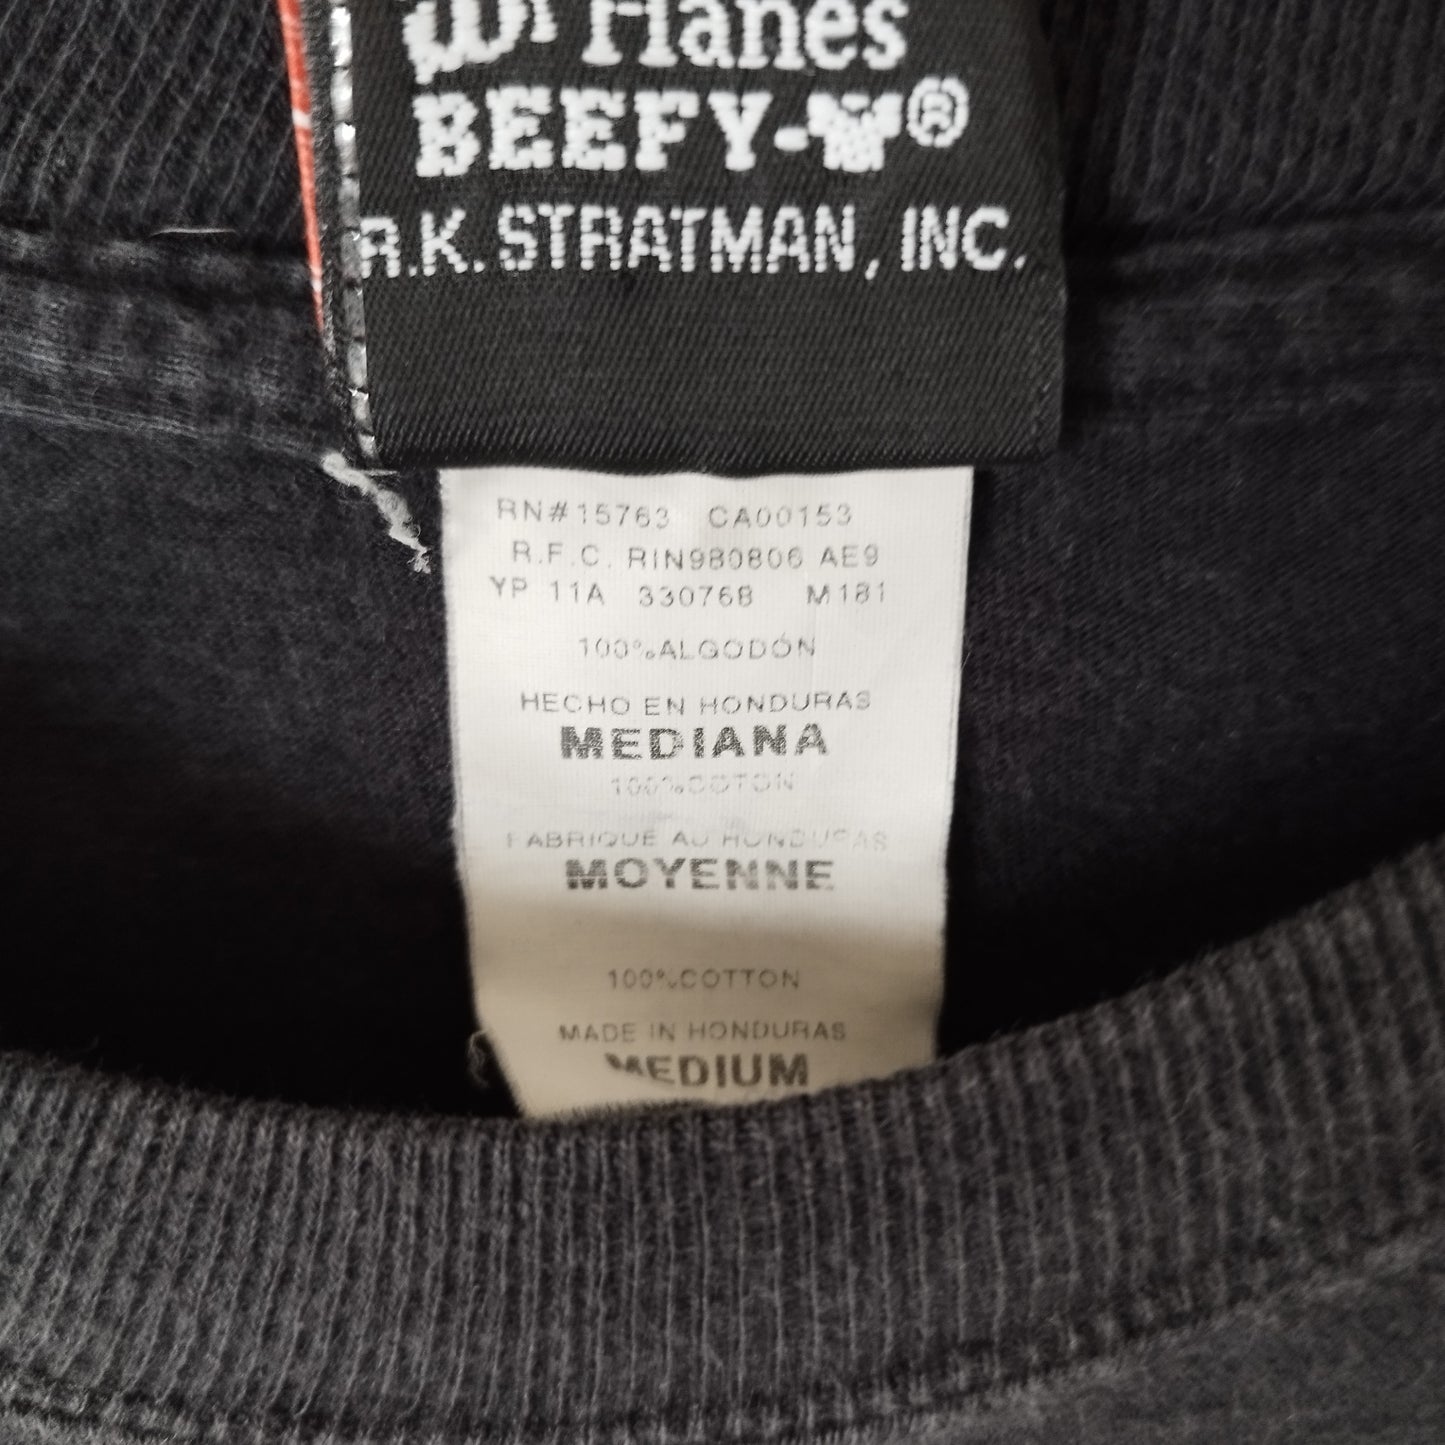 Hanes
BEEFY-T®
R.K. STRATMAN, INC.
RN#15763 CA00153
R.F.C. RIN980806 AE9
YP 11A 330768 M181
100%ALGODÓN
HECHO EN HONDURAS
MEDIANA
100%COTON
FABRIQUE AU HONDURAS
MOYENNE
100%COTTON
MADE IN HONDURAS
MEDIUM